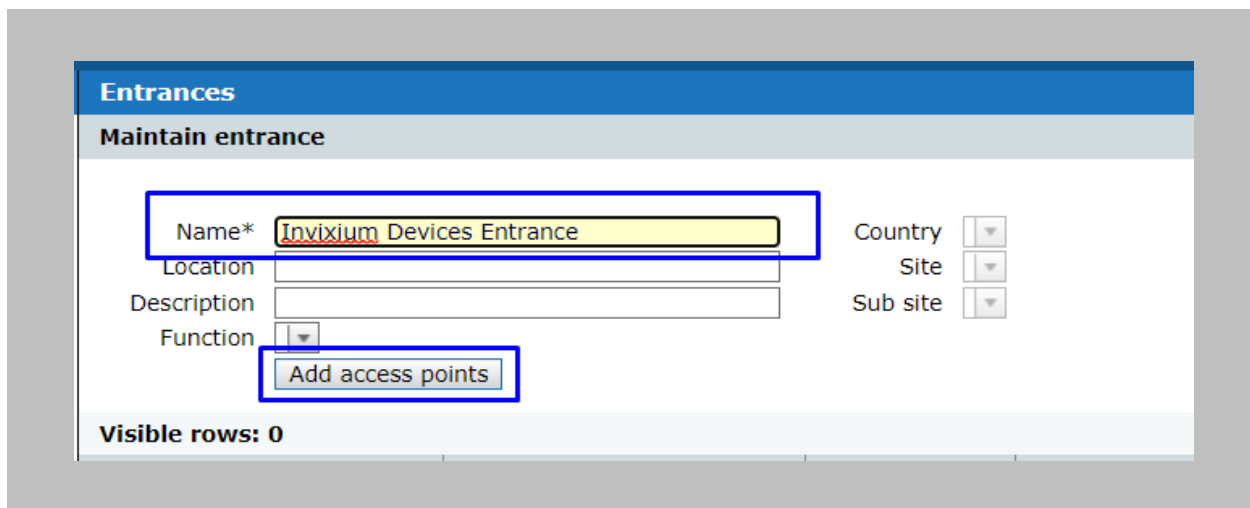 Entrances
Maintain entrance
Name* Invixium Devices Entrance Country
Location Site
Description Sub site
Function
Add access points
Visible rows: 0